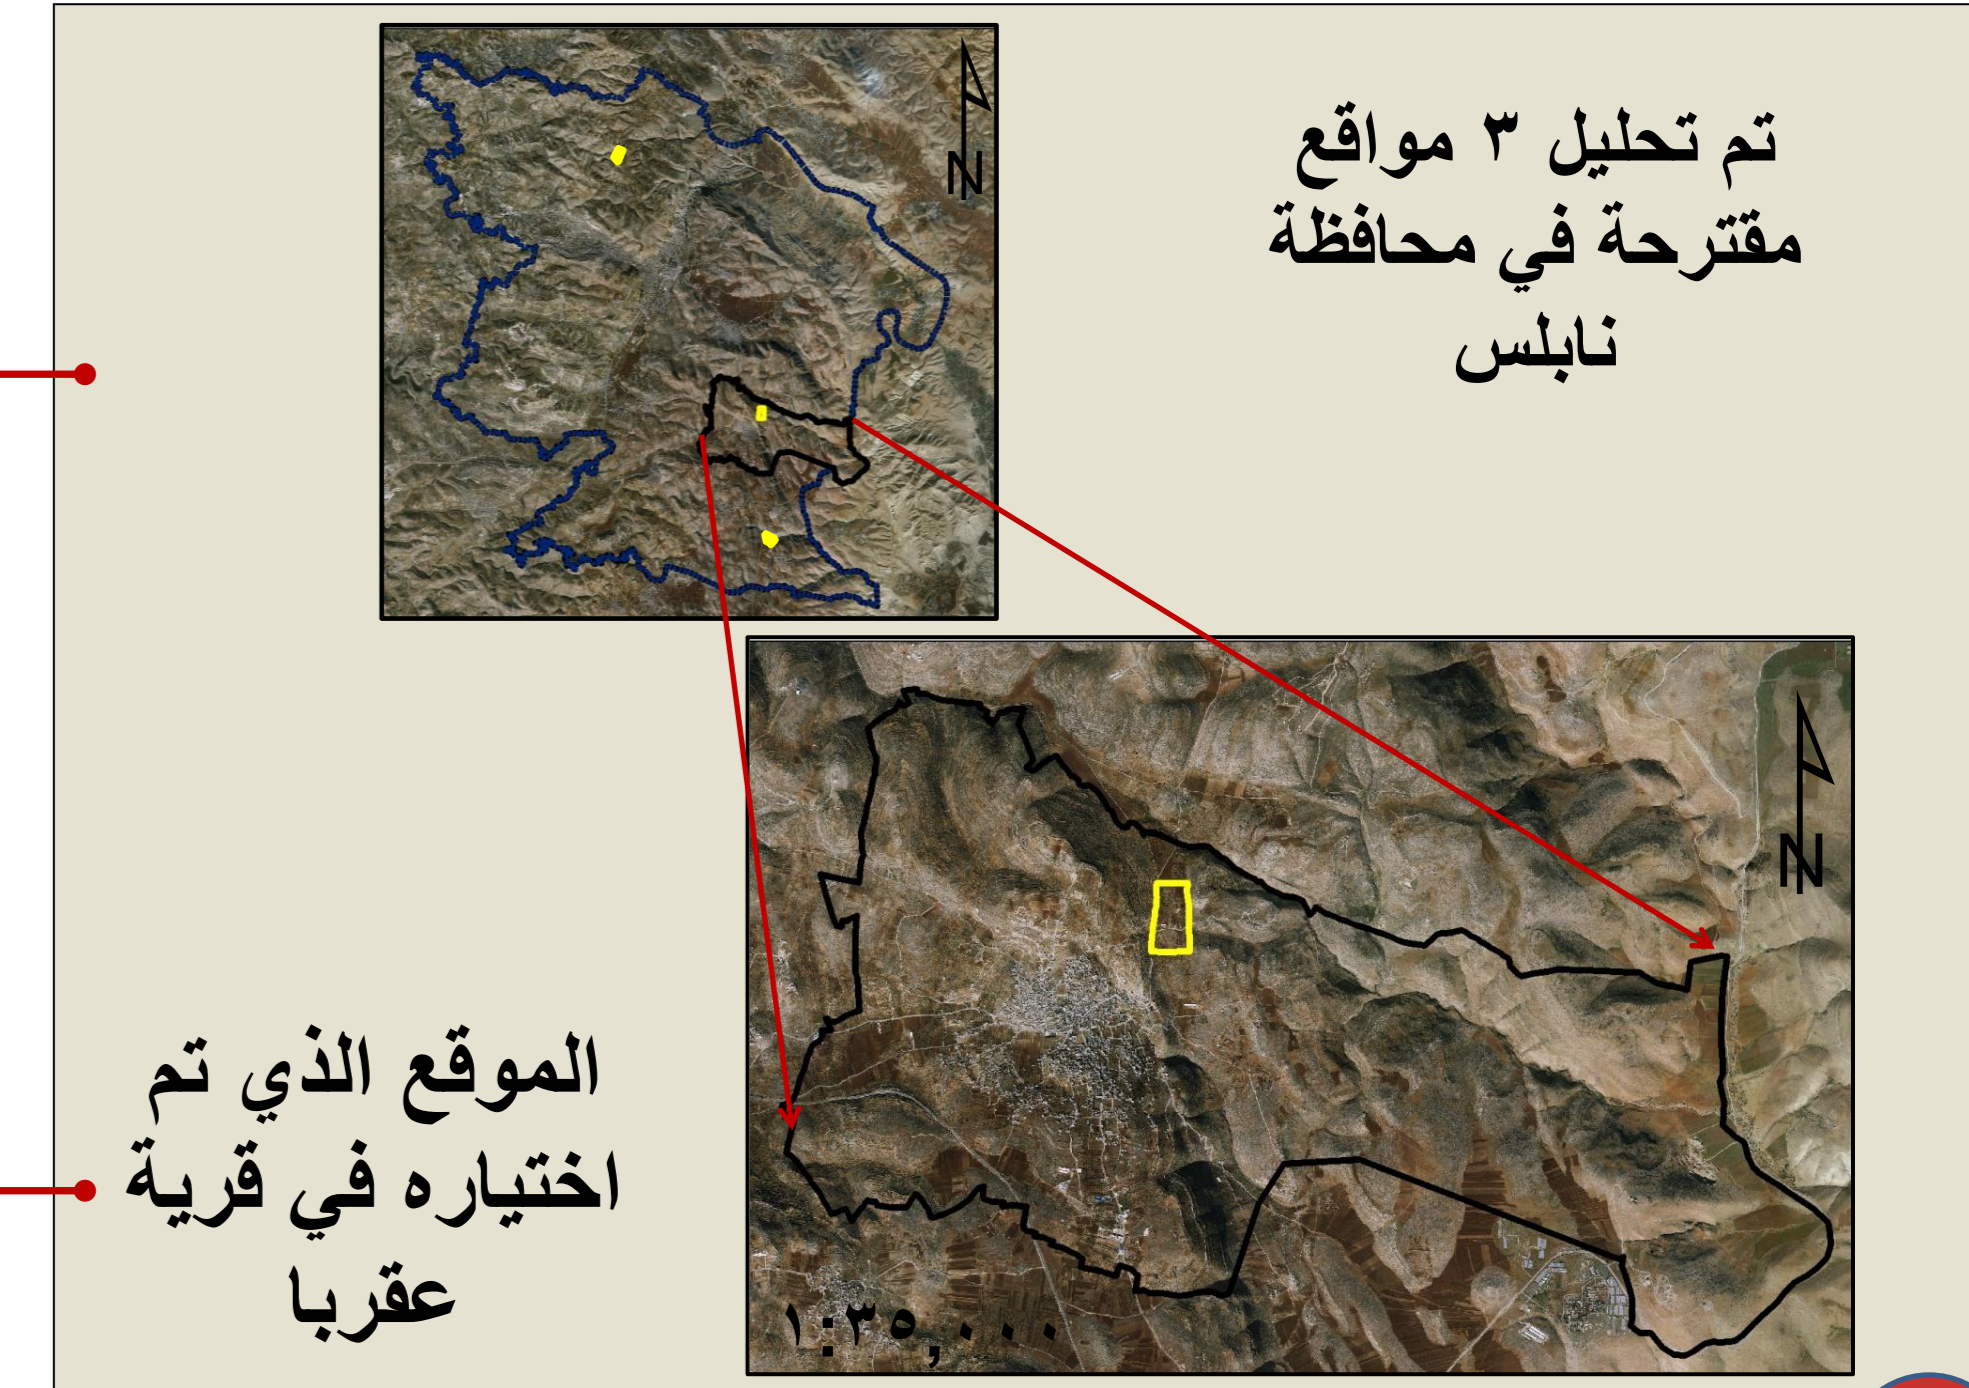 تم تحليل ٣ مواقع
مقترحة في محافظة
نابلس
N
N
الموقع الذي تم
اختياره في قرية
عقربا
١:٣٥,٠٠٠